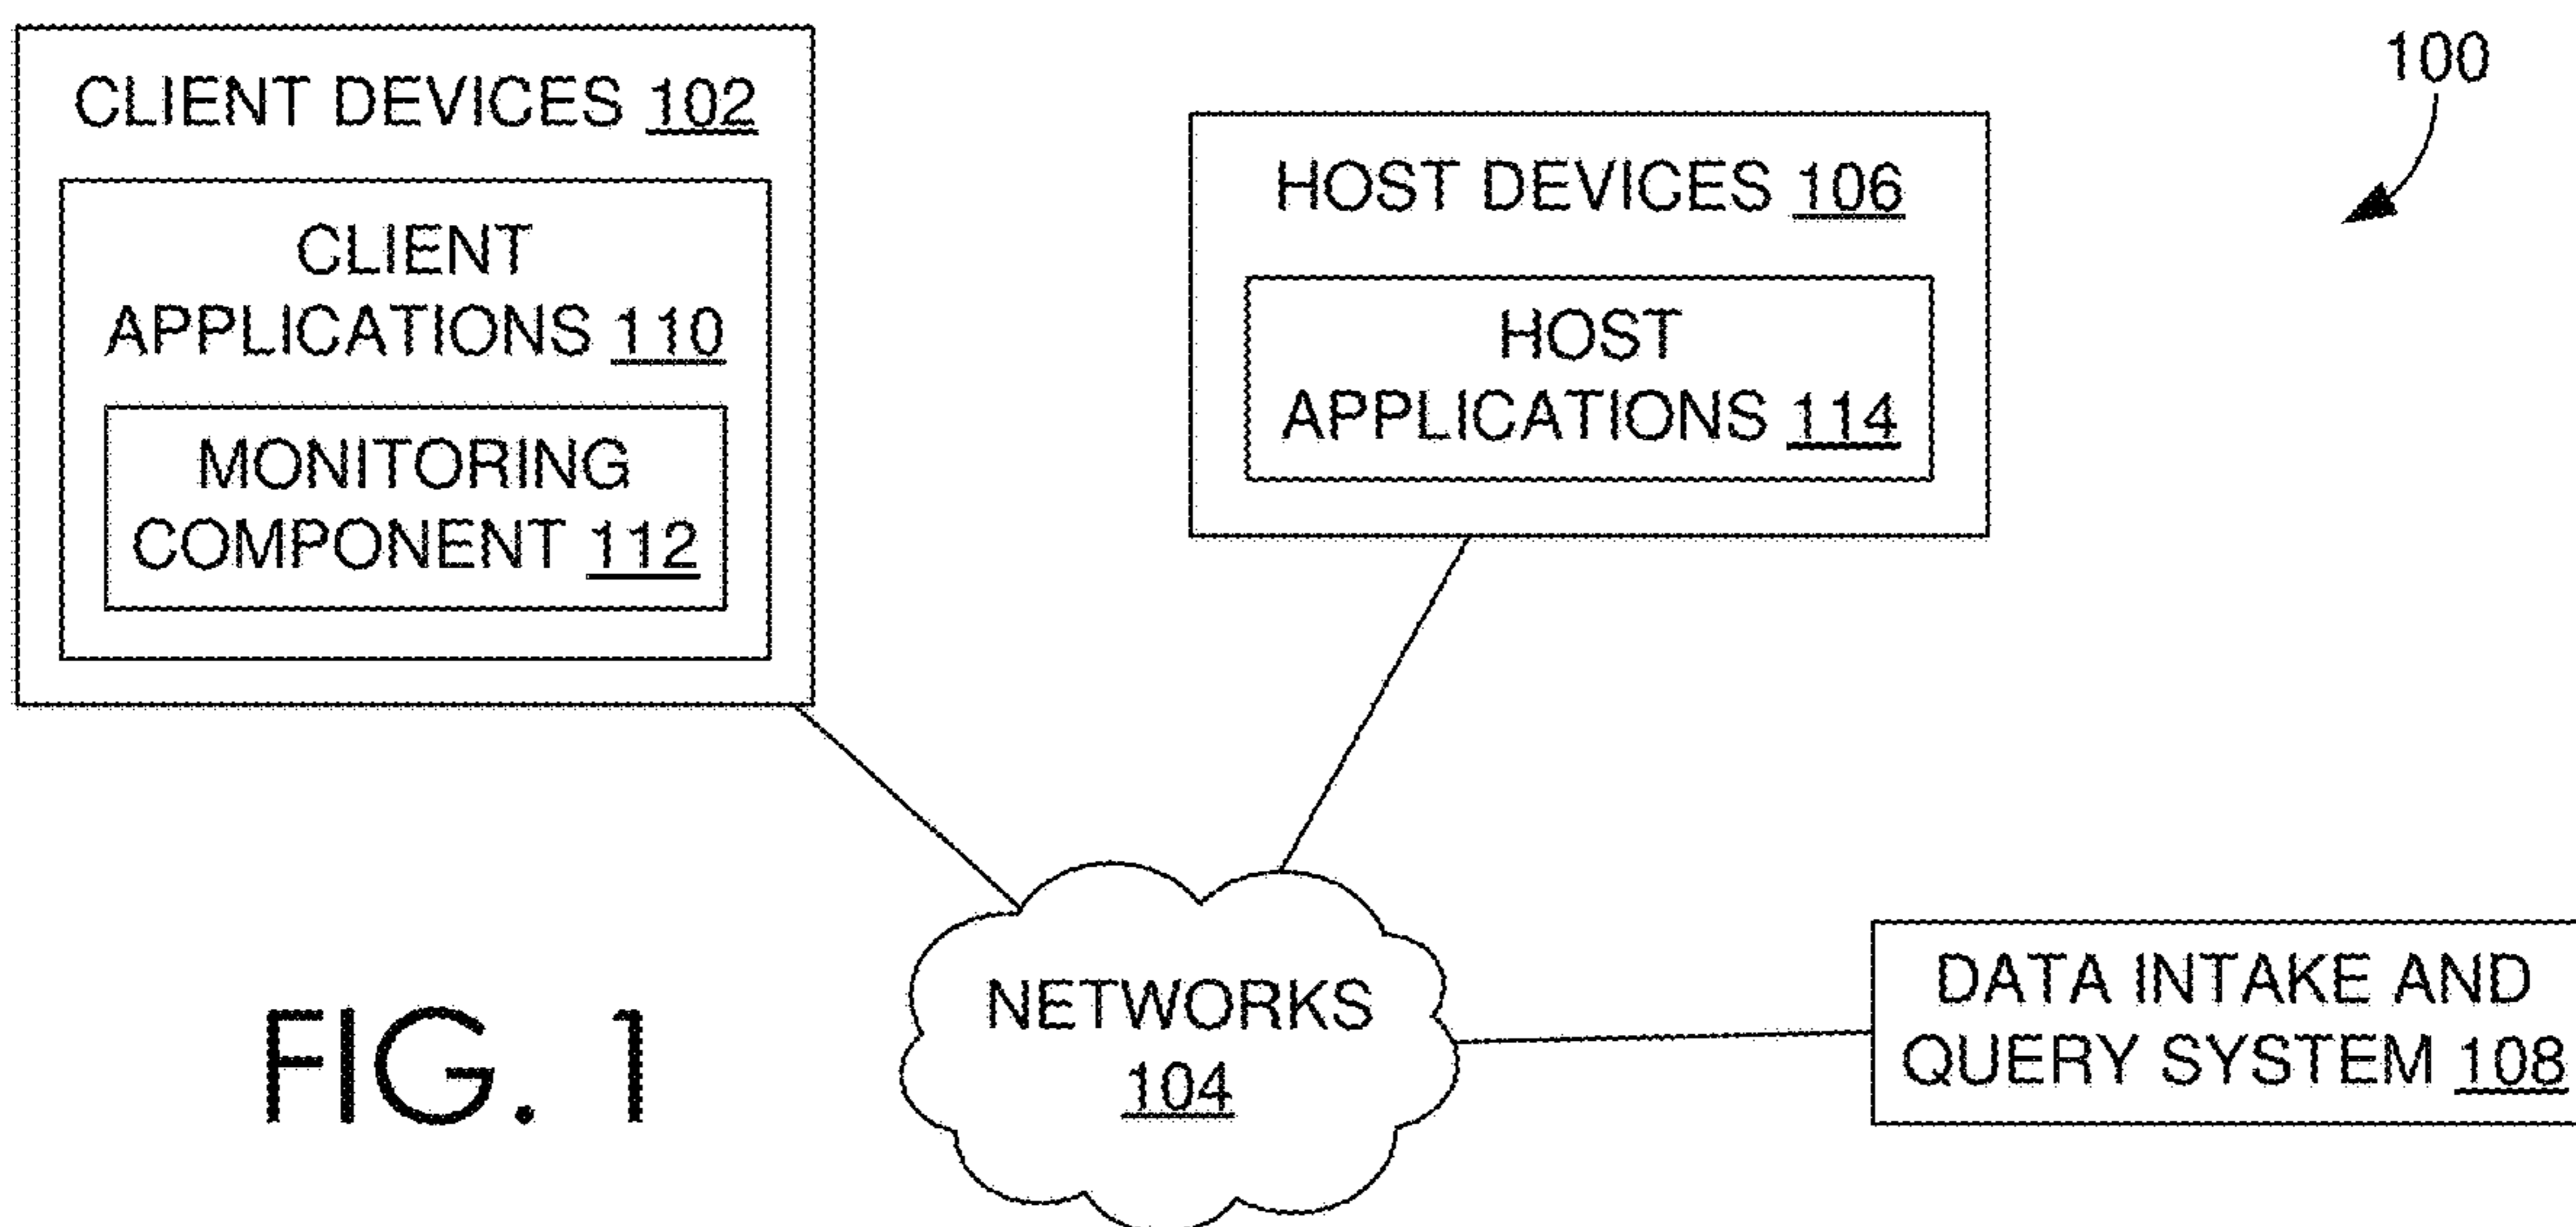 100
CLIENT DEVICES 102
CLIENT
APPLICATIONS 110
MONITORING
COMPONENT 112
HOST DEVICES 106
HOST
APPLICATIONS 114
NETWORKS
104
DATA INTAKE AND
QUERY SYSTEM 108
FIG. 1